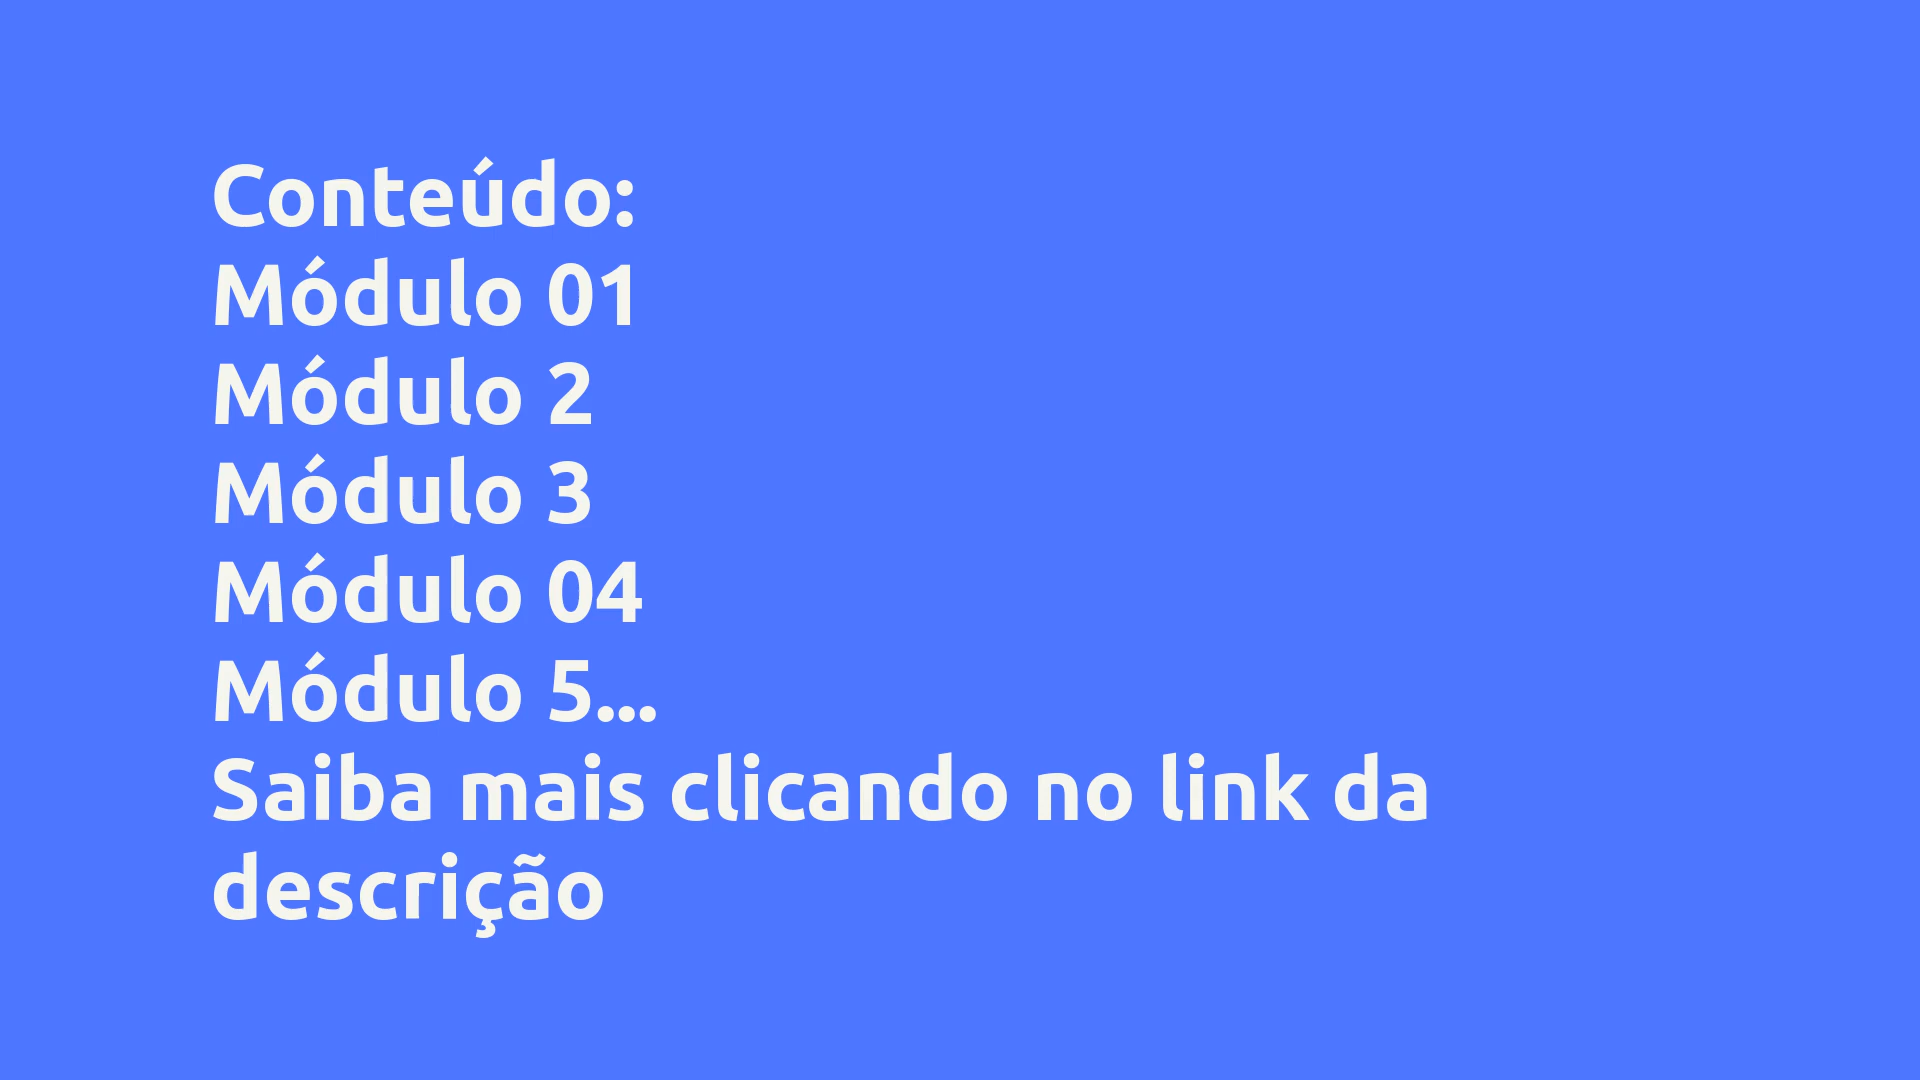 Conteúdo:
Módulo 01
Módulo 2
Módulo 3
Módulo 04
Módulo 5...
Saiba mais clicando no link da
descrição